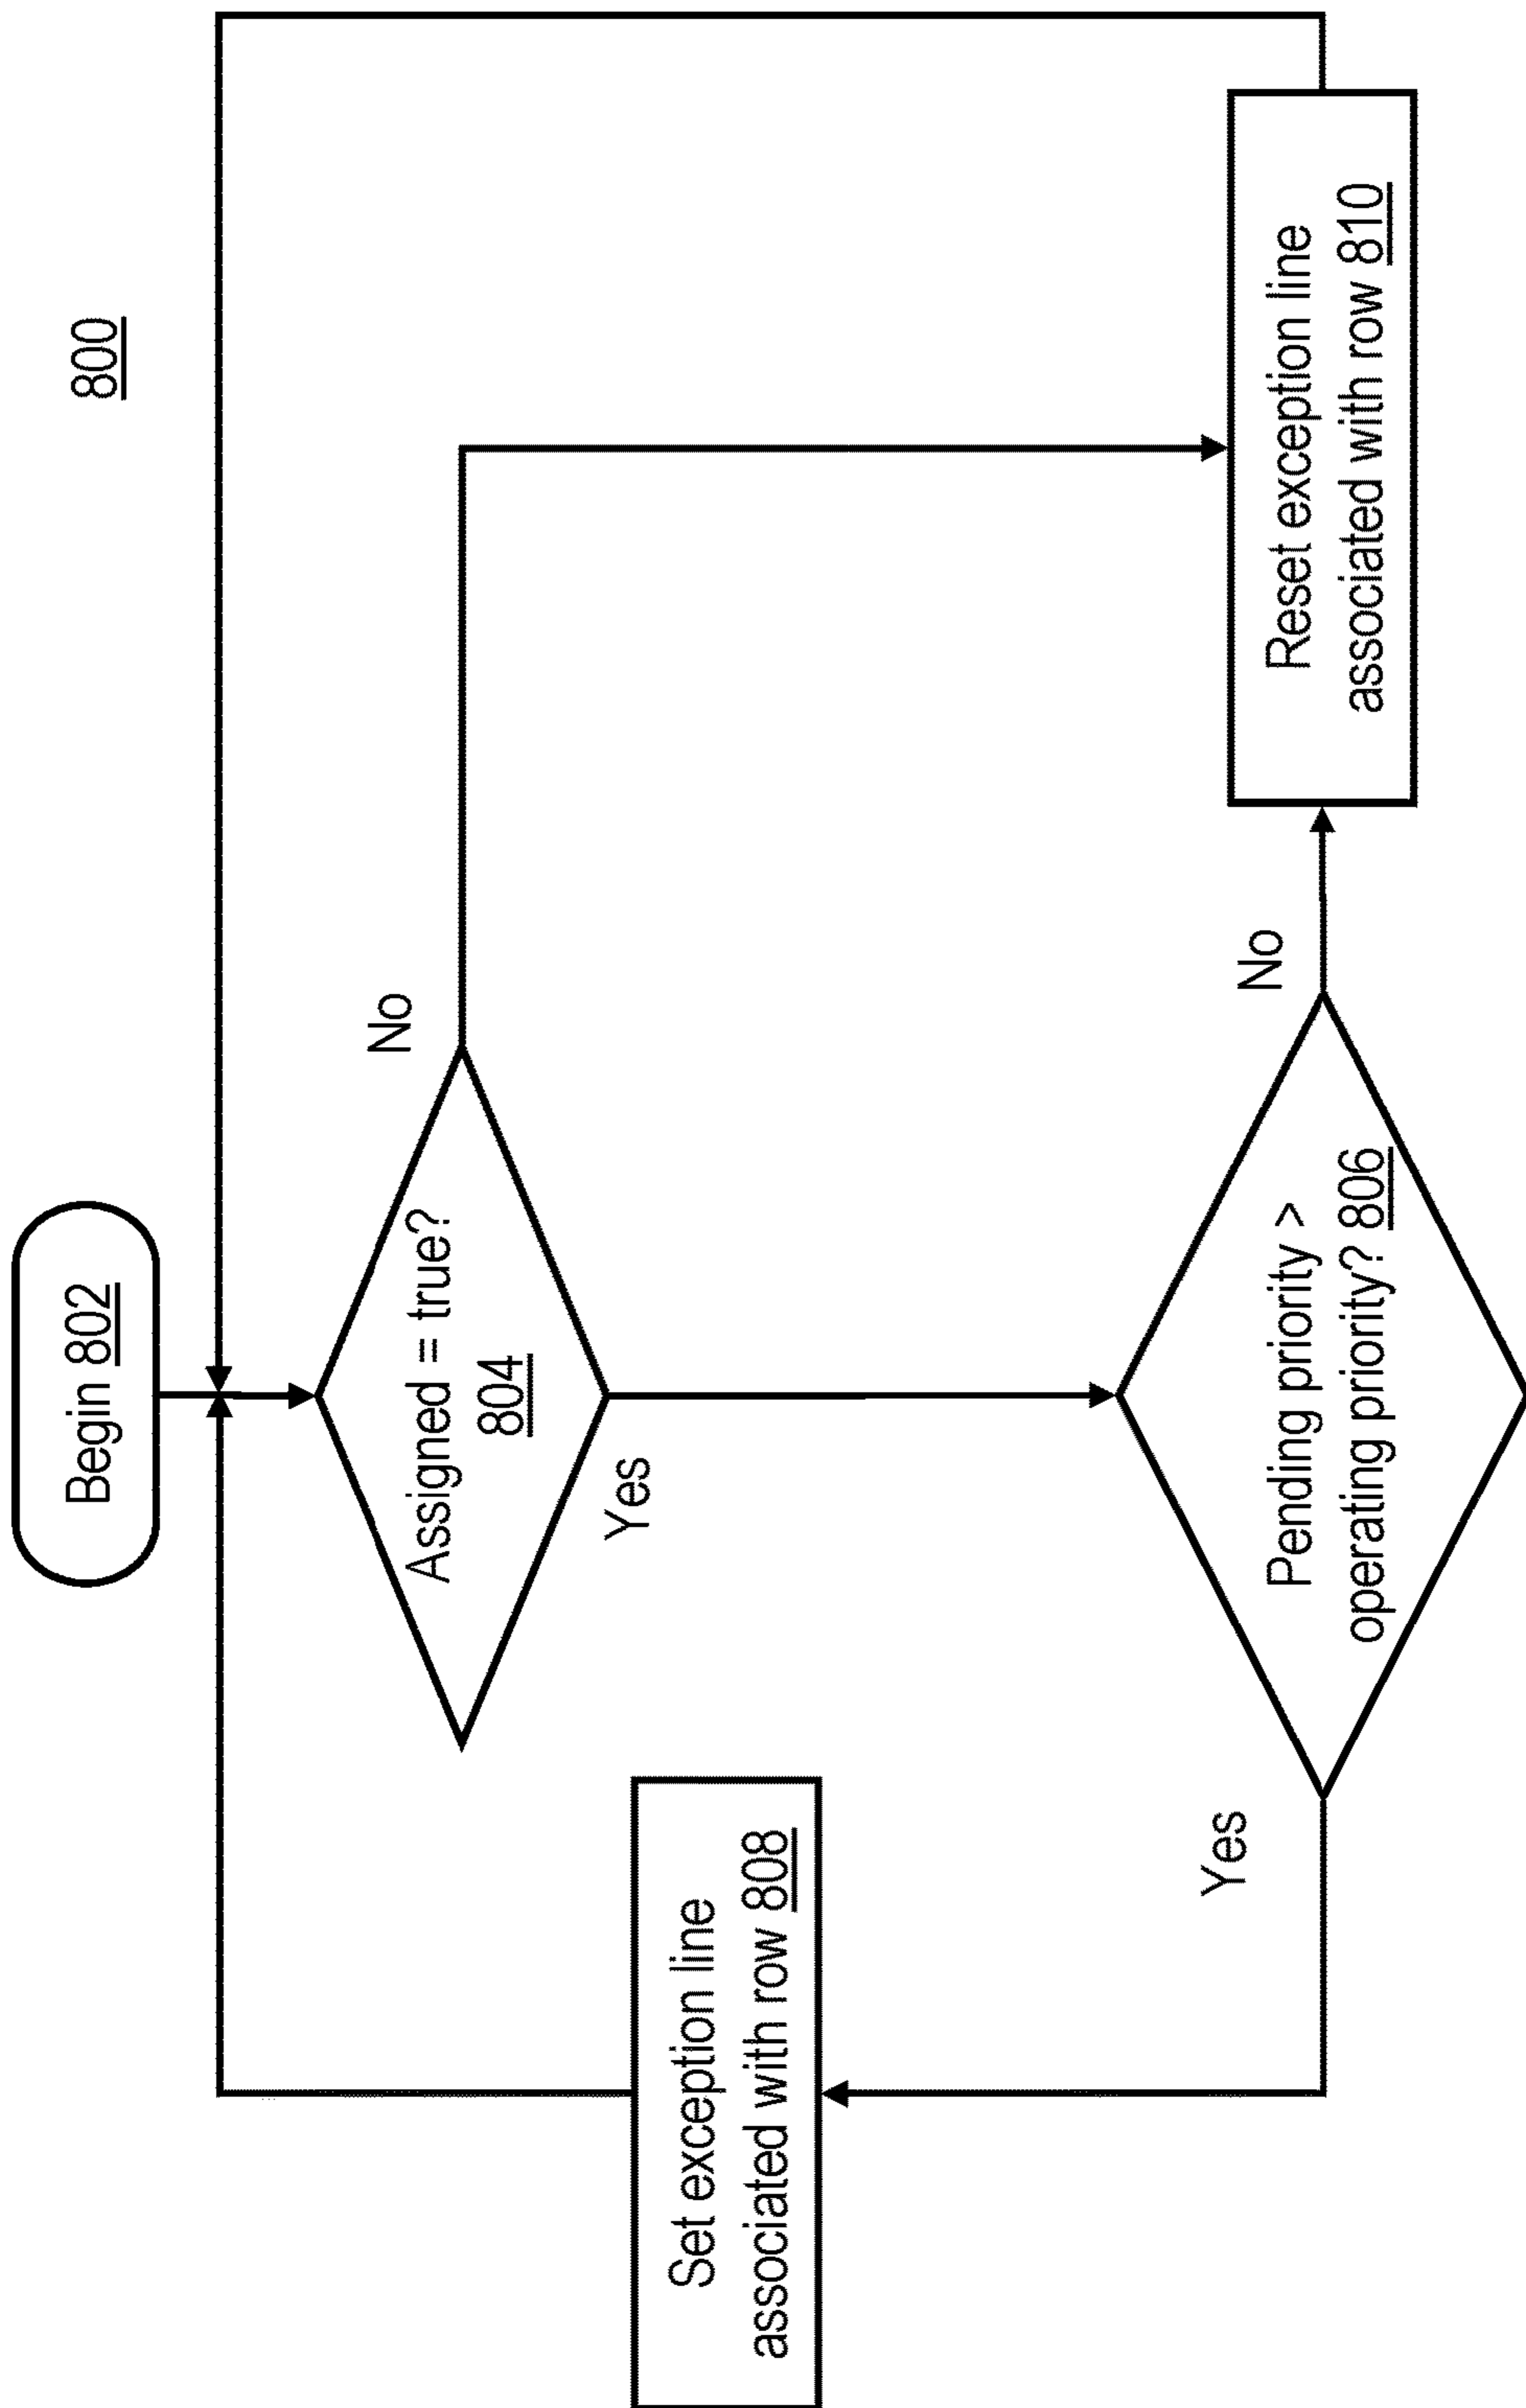 800
Begin 802
Assigned = true?
804
No
Yes
Pending priority >
operating priority? 806
Yes
No
Set exception line
associated with row 808
Reset exception line
associated with row 810